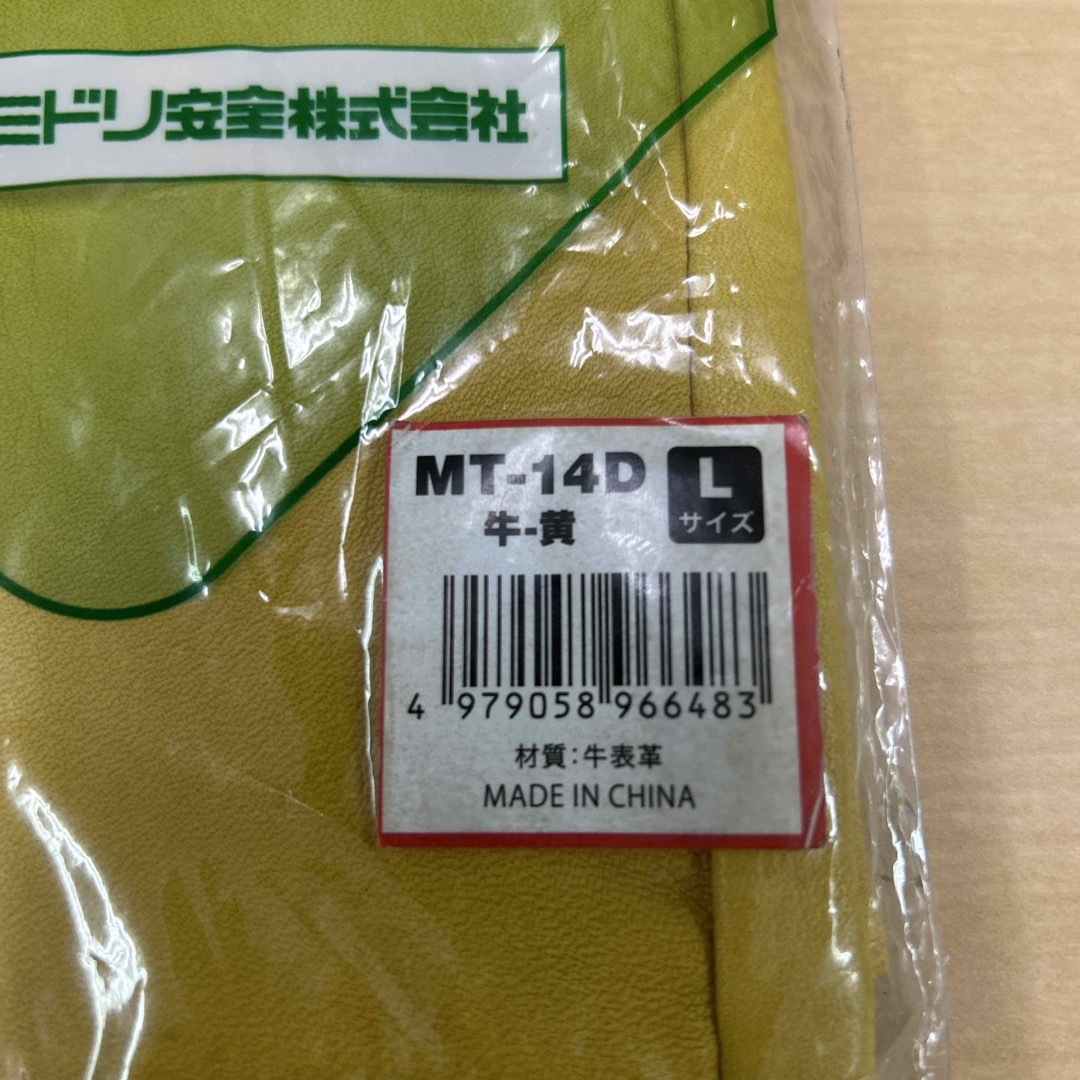 ミドリ安全株式会社
MT-14D
L
牛-黄
サイズ
4 979058 966483
材質:牛表革
MADE IN CHINA